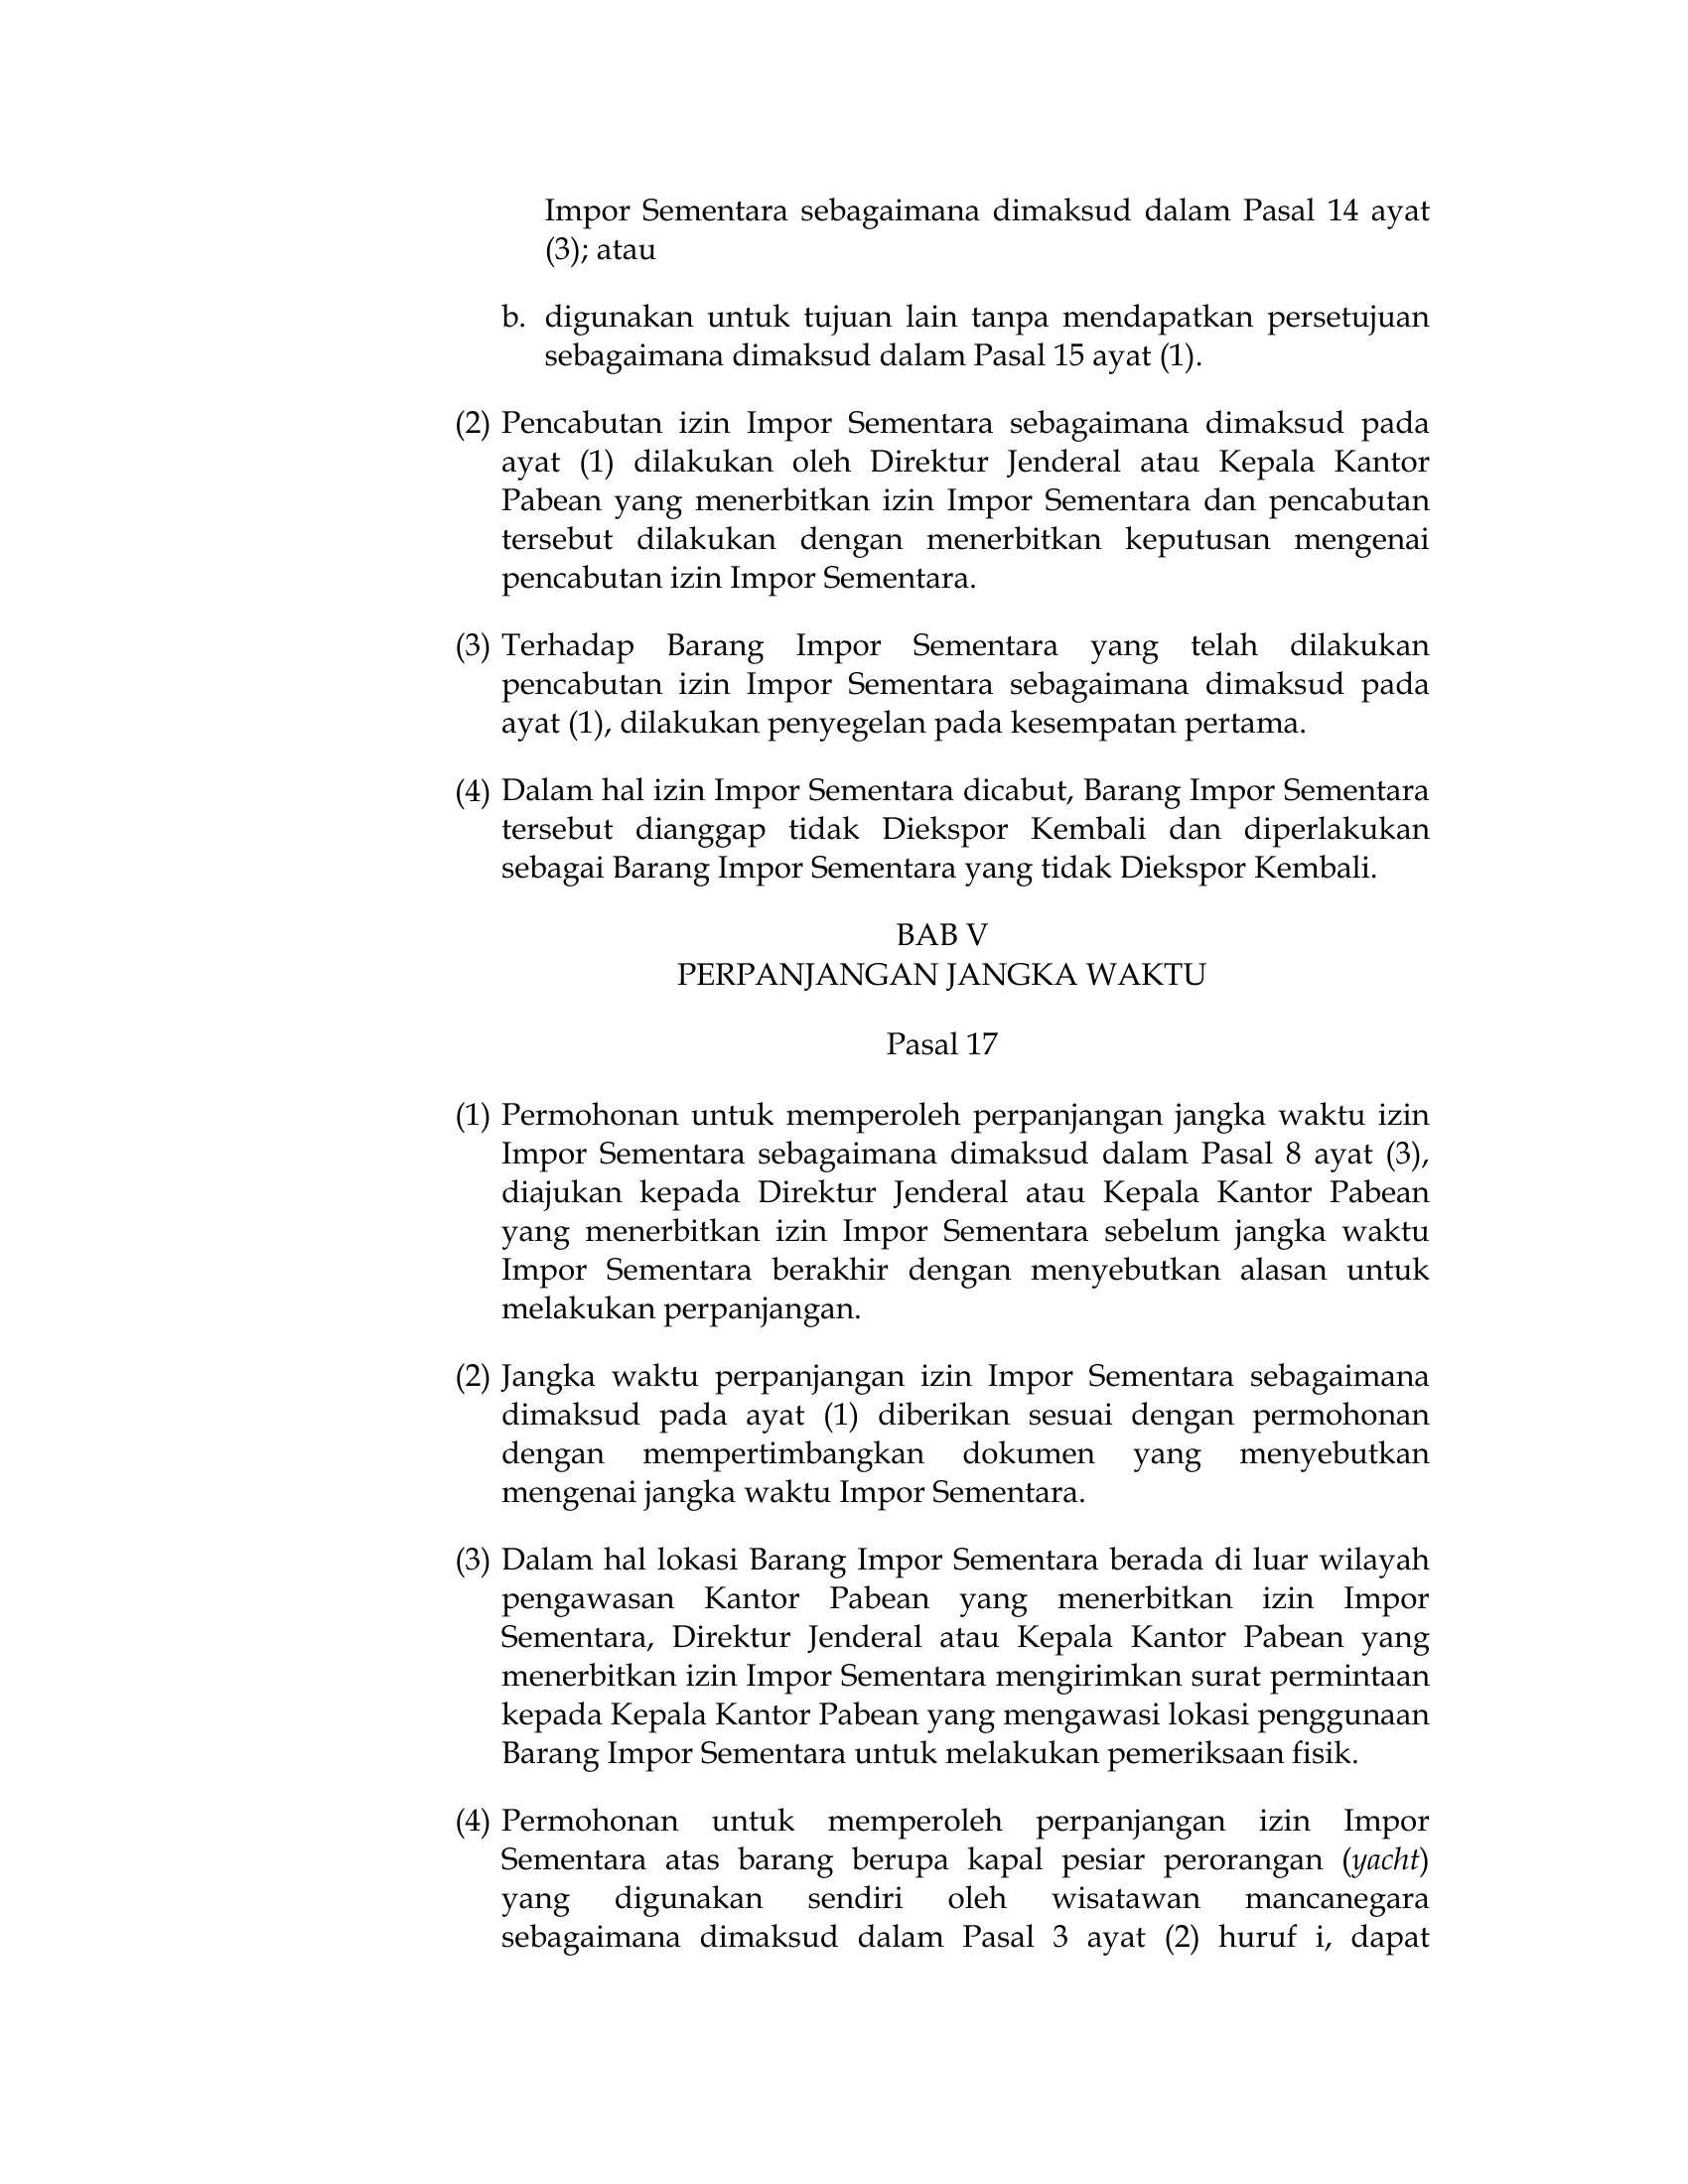 Impor Sementara sebagaimana dimaksud dalam Pasal 14 ayat
(3); atau
b. digunakan untuk tujuan lain tanpa mendapatkan persetujuan
sebagaimana dimaksud dalam Pasal 15 ayat (1).
(2) Pencabutan izin Impor Sementara sebagaimana dimaksud pada
ayat (1) dilakukan oleh Direktur Jenderal atau Kepala Kantor
Pabean yang menerbitkan izin Impor Sementara dan pencabutan
tersebut dilakukan dengan menerbitkan keputusan mengenai
pencabutan izin Impor Sementara.
(3) Terhadap Barang Impor Sementara yang telah dilakukan
pencabutan izin Impor Sementara sebagaimana dimaksud pada
ayat (1), dilakukan penyegelan pada kesempatan pertama.
(4) Dalam hal izin Impor Sementara dicabut, Barang Impor Sementara
tersebut dianggap tidak Diekspor Kembali dan diperlakukan
sebagai Barang Impor Sementara yang tidak Diekspor Kembali.
BAB V
PERPANJANGAN JANGKA WAKTU
Pasal 17
(1) Permohonan untuk memperoleh perpanjangan jangka waktu izin
Impor Sementara sebagaimana dimaksud dalam Pasal 8 ayat (3),
diajukan kepada Direktur Jenderal atau Kepala Kantor Pabean
yang menerbitkan izin Impor Sementara sebelum jangka waktu
Impor Sementara berakhir dengan menyebutkan alasan untuk
melakukan perpanjangan.
(2) Jangka waktu perpanjangan izin Impor Sementara sebagaimana
dimaksud pada ayat (1) diberikan sesuai dengan permohonan
dengan mempertimbangkan dokumen yang menyebutkan
mengenai jangka waktu Impor Sementara.
(3) Dalam hal lokasi Barang Impor Sementara berada di luar wilayah
pengawasan Kantor Pabean yang menerbitkan izin Impor
Sementara, Direktur Jenderal atau Kepala Kantor Pabean yang
menerbitkan izin Impor Sementara mengirimkan surat permintaan
kepada Kepala Kantor Pabean yang mengawasi lokasi penggunaan
Barang Impor Sementara untuk melakukan pemeriksaan fisik.
(4) Permohonan untuk memperoleh perpanjangan izin Impor
Sementara atas barang berupa kapal pesiar perorangan (yacht)
yang digunakan sendiri oleh wisatawan mancanegara
sebagaimana dimaksud dalam Pasal 3 ayat (2) huruf i, dapat